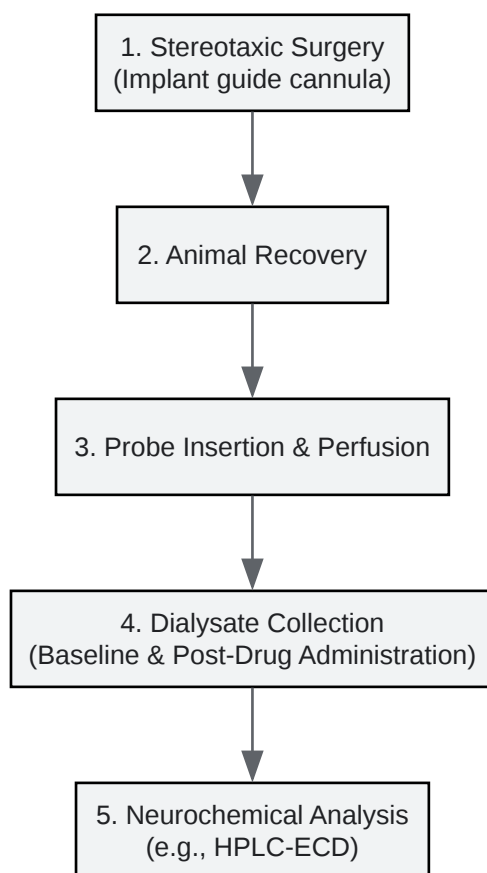 1. Stereotaxic Surgery
(Implant guide cannula)
2. Animal Recovery
3. Probe Insertion & Perfusion
4. Dialysate Collection
(Baseline & Post-Drug Administration)
5. Neurochemical Analysis
(e.g., HPLC-ECD)